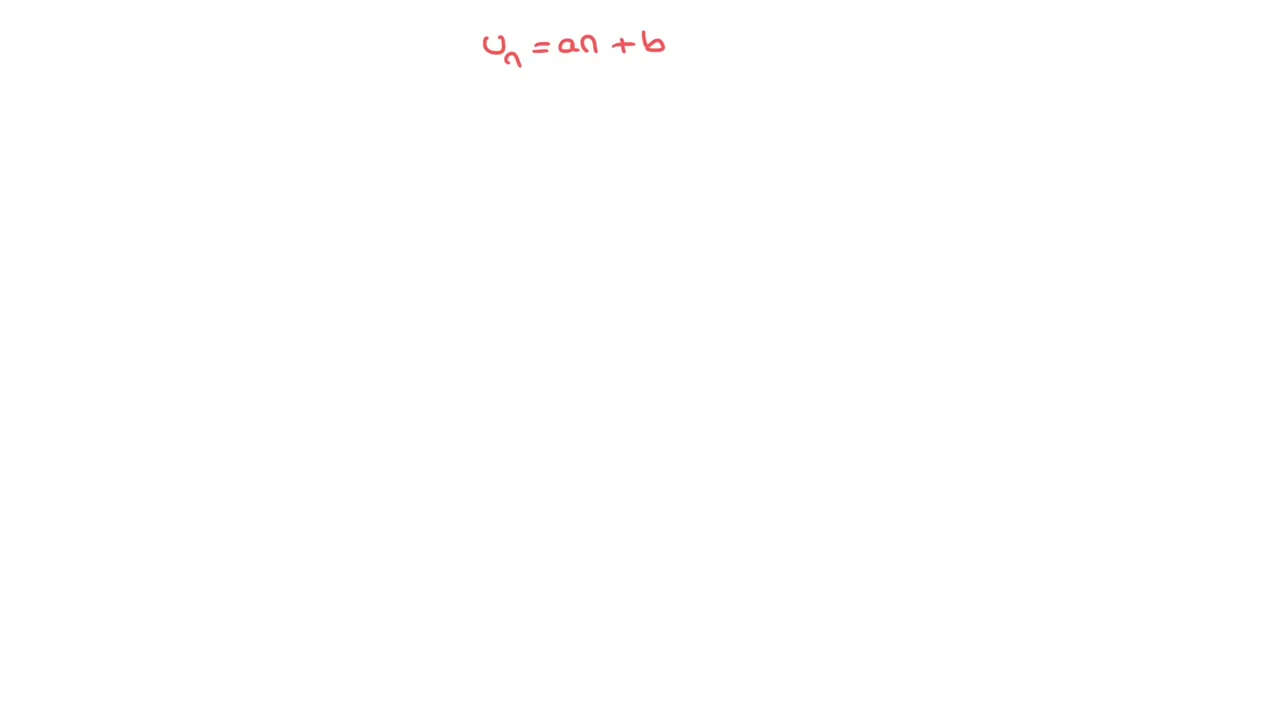 Uₙ = an + b